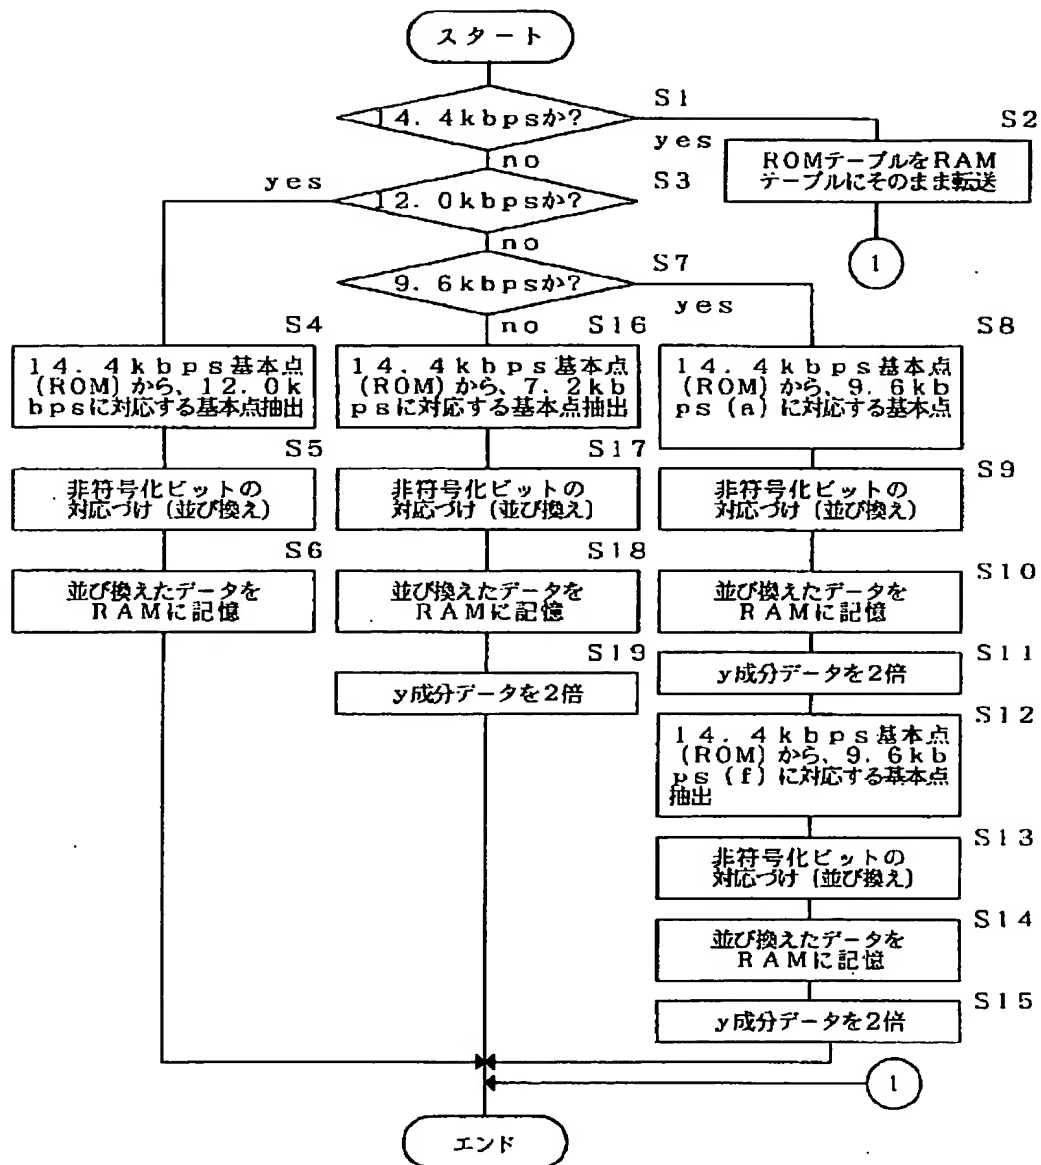 スタート
14.4kbpsか?
S1
yes
no
S2
ROMテーブルをRAM
テーブルにそのまま転送
1
yes
S3
12.0kbpsか?
no
S7
9.6kbpsか?
yes
no
S4
14.4kbps基本点
(ROM)から、12.0k
bpsに対応する基本点抽出
S5
非符号化ビットの
対応づけ(並び換え)
S6
並び換えたデータを
RAMに記憶
S16
14.4kbps基本点
(ROM)から、7.2kb
psに対応する基本点抽出
S17
非符号化ビットの
対応づけ(並び換え)
S18
並び換えたデータを
RAMに記憶
S19
y成分データを2倍
S8
14.4kbps基本点
(ROM)から、9.6kb
ps(a)に対応する基本点
S9
非符号化ビットの
対応づけ(並び換え)
S10
並び換えたデータを
RAMに記憶
S11
y成分データを2倍
S12
14.4kbps基本点
(ROM)から、9.6kb
ps(f)に対応する基本点
抽出
S13
非符号化ビットの
対応づけ(並び換え)
S14
並び換えたデータを
RAMに記憶
S15
y成分データを2倍
1
エンド